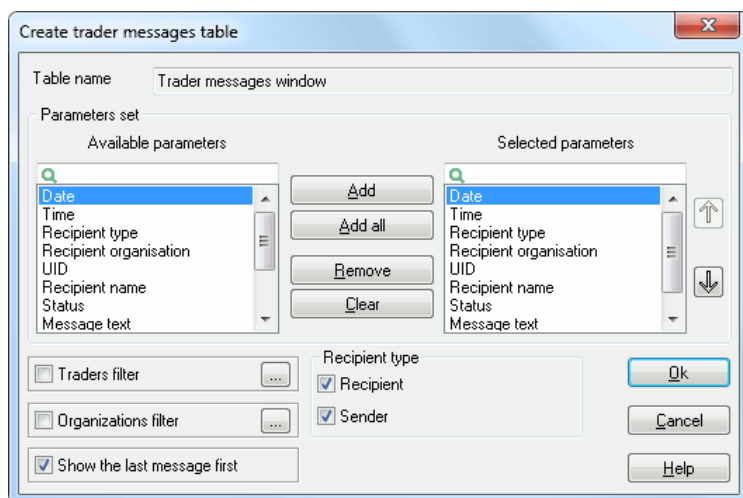 Create trader messages table
x
Table name Trader messages window
Parameters set
Available parameters
Selected parameters
Date
Time
Recipient type
Recipient organisation
UID
Recipient name
Status
Message text
Add
Add all
Remove
Clear
Date
Time
Recipient type
Recipient organisation
UID
Recipient name
Status
Message text
Traders filter ...
Organizations filter ...
Show the last message first
Recipient type
Recipient
Sender
Ok
Cancel
Help